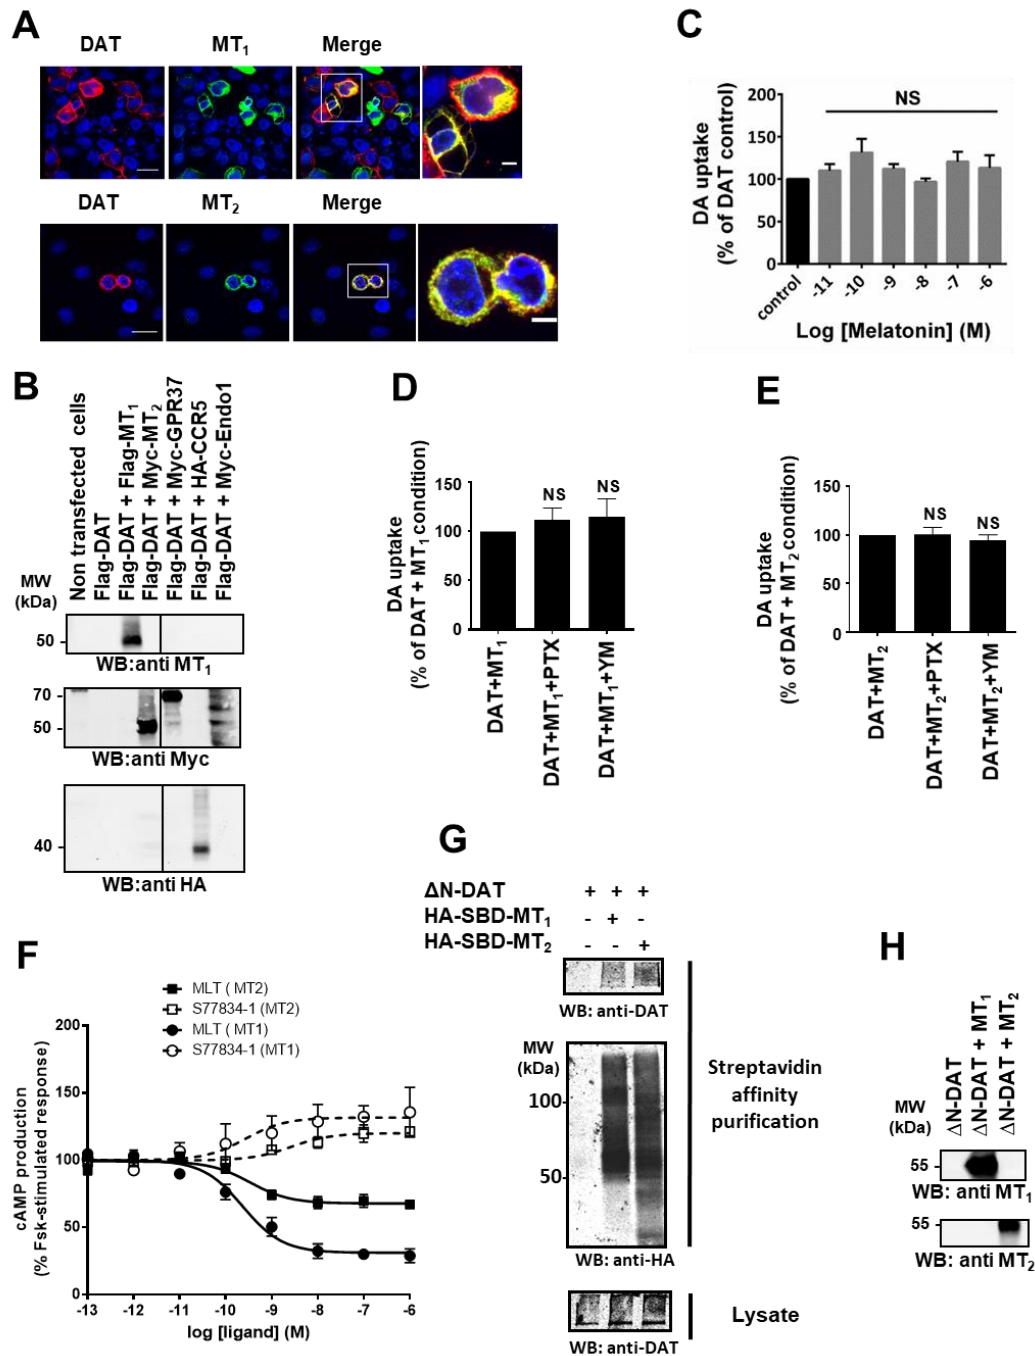 A
DAT MT1 Merge
DAT MT2 Merge
B
Non transfected cells
Flag-DAT
Flag-DAT + Flag-MT1
Flag-DAT + Myc-MT2
Flag-DAT + Myc-GPR37
Flag-DAT + HA-CCR5
Flag-DAT + Myc-Endo1
MW
(kDa)
50
WB:anti MT1
70
50
WB:anti Myc
40
WB:anti HA
C
DA uptake
(% of DAT control)
200
150
100
50
0
NS
control -11 -10 -9 -8 -7 -6
Log [Melatonin] (M)
D
DA uptake
(% of DAT + MT1 condition)
150
100
50
0
NS NS
DAT+MT1
DAT+MT1+PTX
DAT+MT1+YM
E
DA uptake
(% of DAT + MT2 condition)
150
100
50
0
NS NS
DAT+MT2
DAT+MT2+PTX
DAT+MT2+YM
F
MLT ( MT2)
S77834-1 (MT2)
MLT ( MT1)
S77834-1 (MT1)
cAMP production
(% Fsk-stimulated response)
200
150
100
50
0
-13 -12 -11 -10 -9 -8 -7 -6
log [ligand] (M)
G
ΔN-DAT + + +
HA-SBD-MT1 - + -
HA-SBD-MT2 - - +
WB: anti-DAT
MW
(kDa)
100
50
WB: anti-HA
Streptavidin
affinity
purification
WB: anti-DAT
Lysate
H
ΔN-DAT
ΔN-DAT + MT1
ΔN-DAT + MT2
MW
(kDa)
55
WB: anti MT1
55
WB: anti MT2